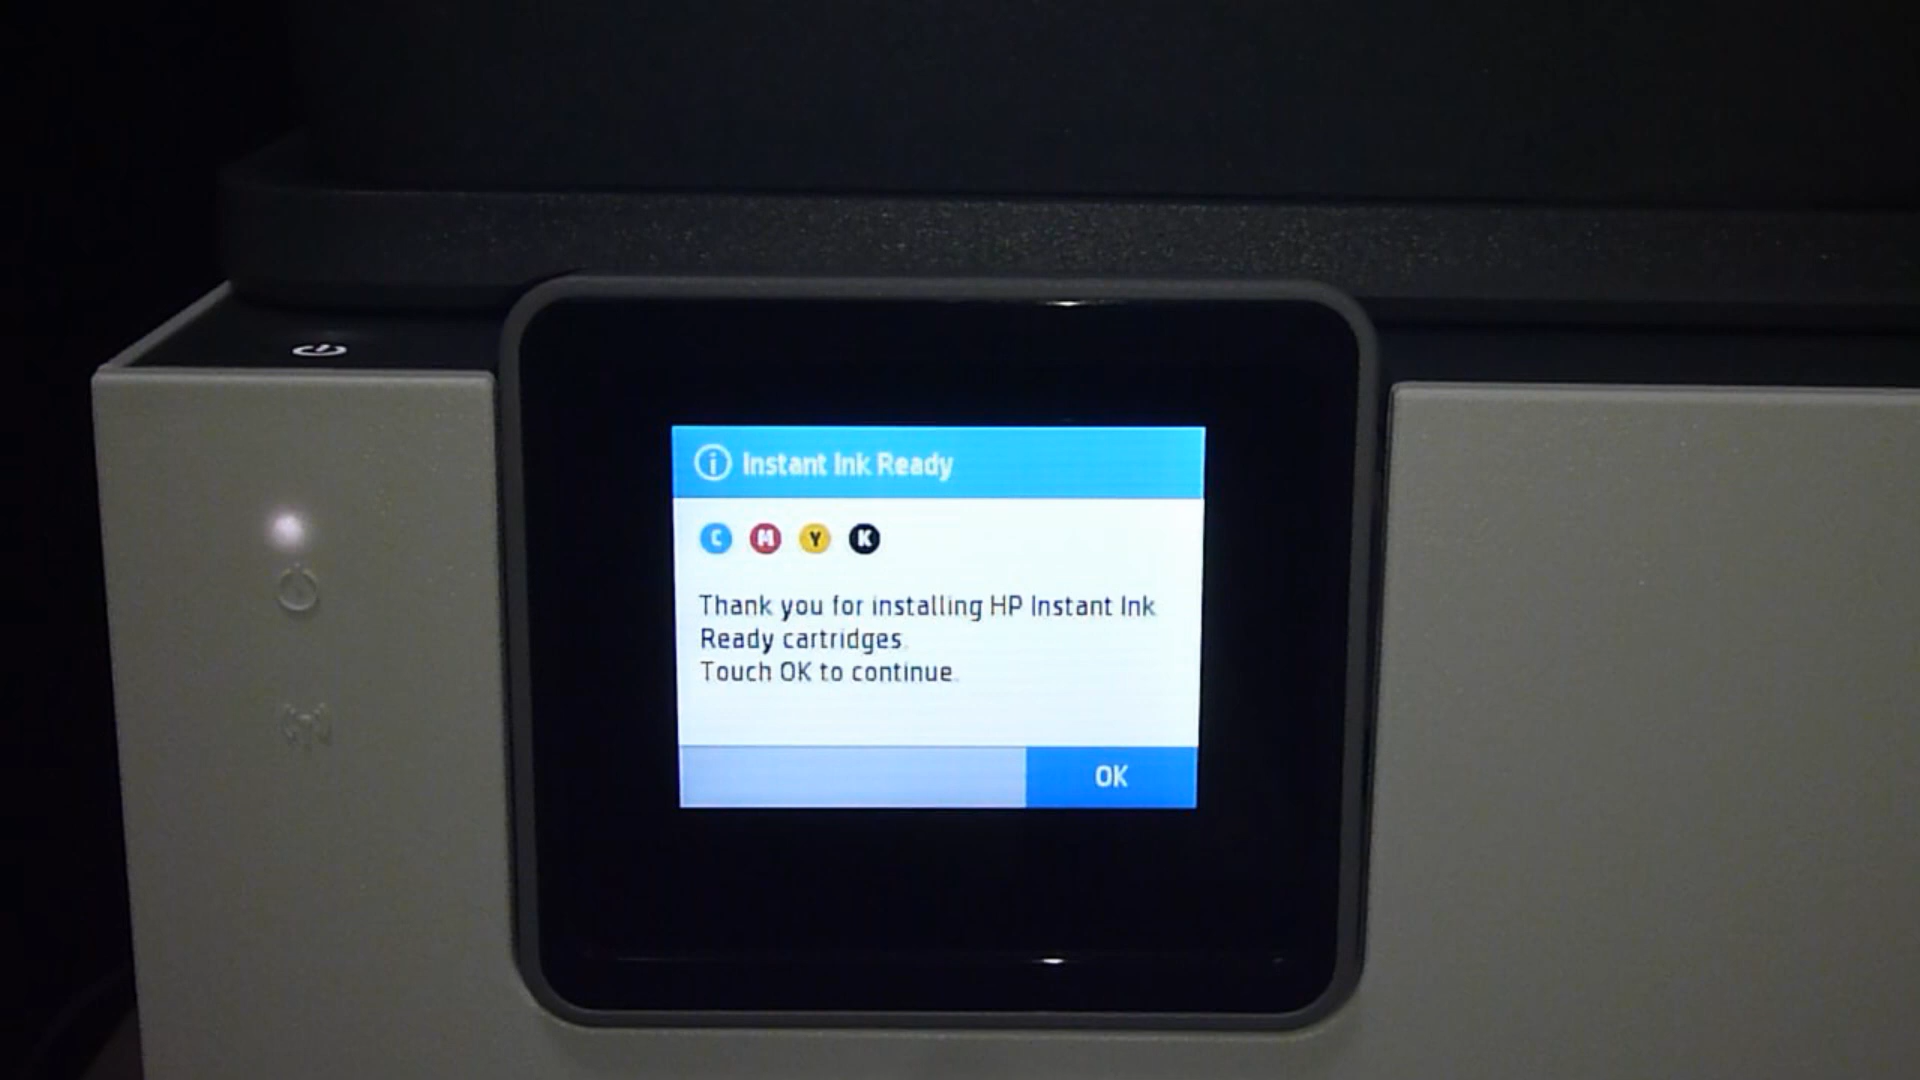 Instant Ink Ready
C M Y K
Thank you for installing HP Instant Ink
Ready cartridges.
Touch OK to continue.
OK